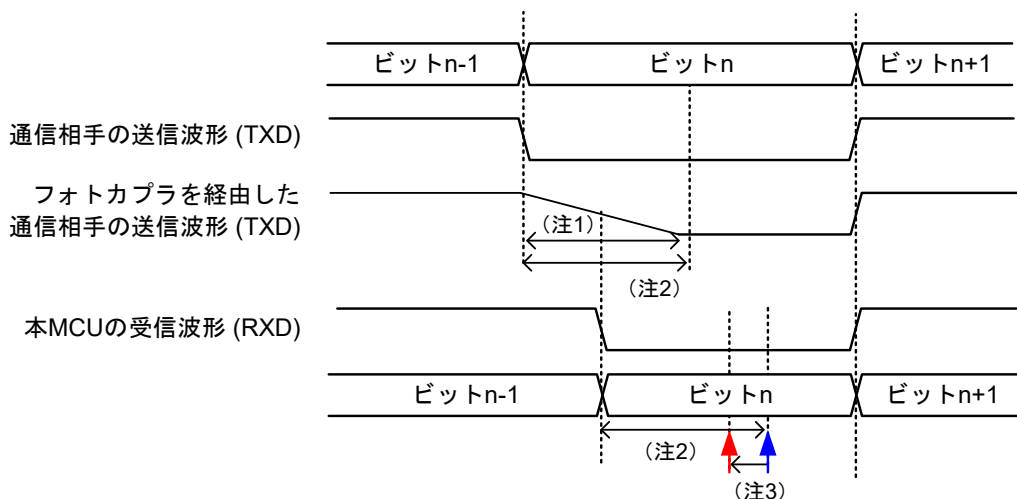 ビットn-1 ビットn ビットn+1
通信相手の送信波形 (TXD)
フォトカプラを経由した
通信相手の送信波形 (TXD)
（注1）
（注2）
本MCUの受信波形 (RXD)
ビットn-1 ビットn ビットn+1
（注2）
（注3）